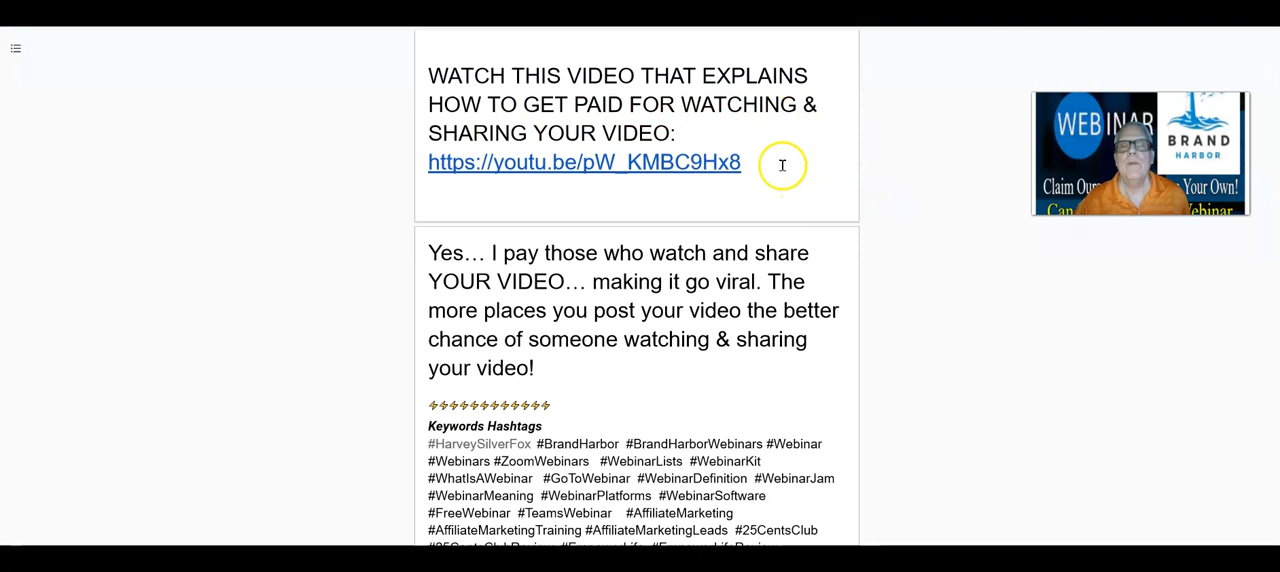 WATCH THIS VIDEO THAT EXPLAINS
HOW TO GET PAID FOR WATCHING &
SHARING YOUR VIDEO:
https://youtu.be/pW_KMBC9Hx8
Yes… I pay those who watch and share
YOUR VIDEO… making it go viral. The
more places you post your video the better
chance of someone watching & sharing
your video!
Keywords Hashtags
#HarveySilverFox #BrandHarbor #BrandHarborWebinars #Webinar
#Webinars #ZoomWebinars #WebinarLists #WebinarKit
#WhatIsAWebinar #GoToWebinar #WebinarDefinition #WebinarJam
#WebinarMeaning #WebinarPlatforms #WebinarSoftware
#FreeWebinar #TeamsWebinar #AffiliateMarketing
#AffiliateMarketingTraining #AffiliateMarketingLeads #25CentsClub
WEBINAR
BRAND
HARBOR
Claim
Your Own!